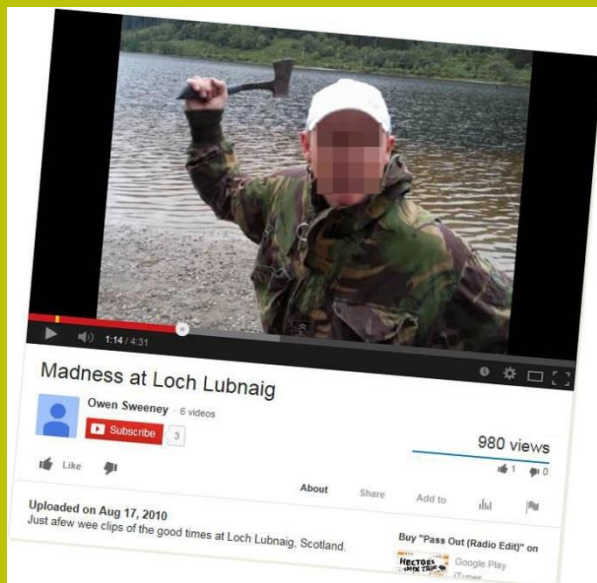 1:14 / 4:31
Madness at Loch Lubnaig
Owen Sweeney · 6 videos
Subscribe 3
980 views
Like
1 0
About Share Add to
Uploaded on Aug 17, 2010
Just afew wee clips of the good times at Loch Lubnaig, Scotland.
Buy "Pass Out (Radio Edit)" on
Google Play
iTunes